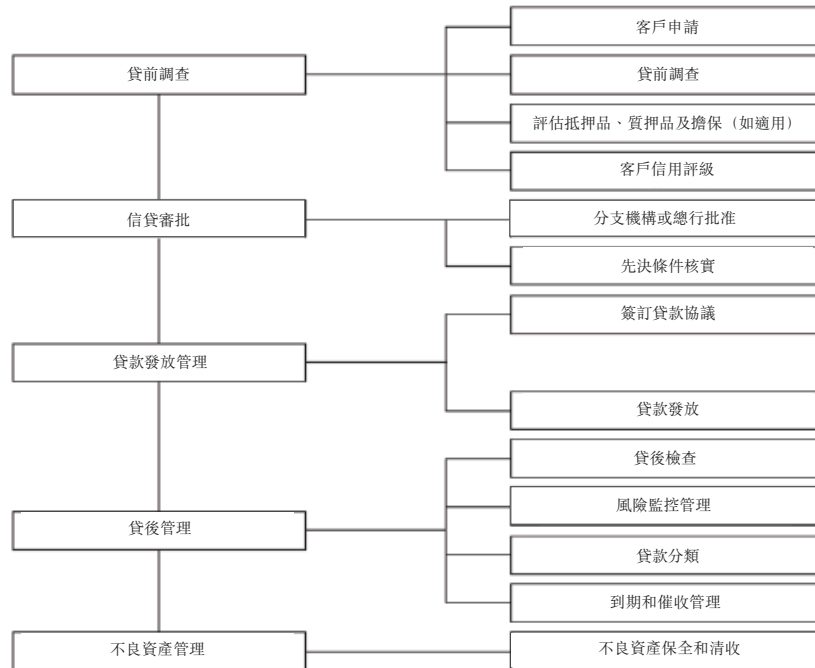 客戶申請
貸前調查
貸前調查
評估抵押品、質押品及擔保（如適用）
客戶信用評級
信貸審批
分支機構或總行批准
先決條件核實
簽訂貸款協議
貸款發放管理
貸款發放
貸後檢查
風險監控管理
貸後管理
貸款分類
到期和催收管理
不良資產管理
不良資產保全和清收